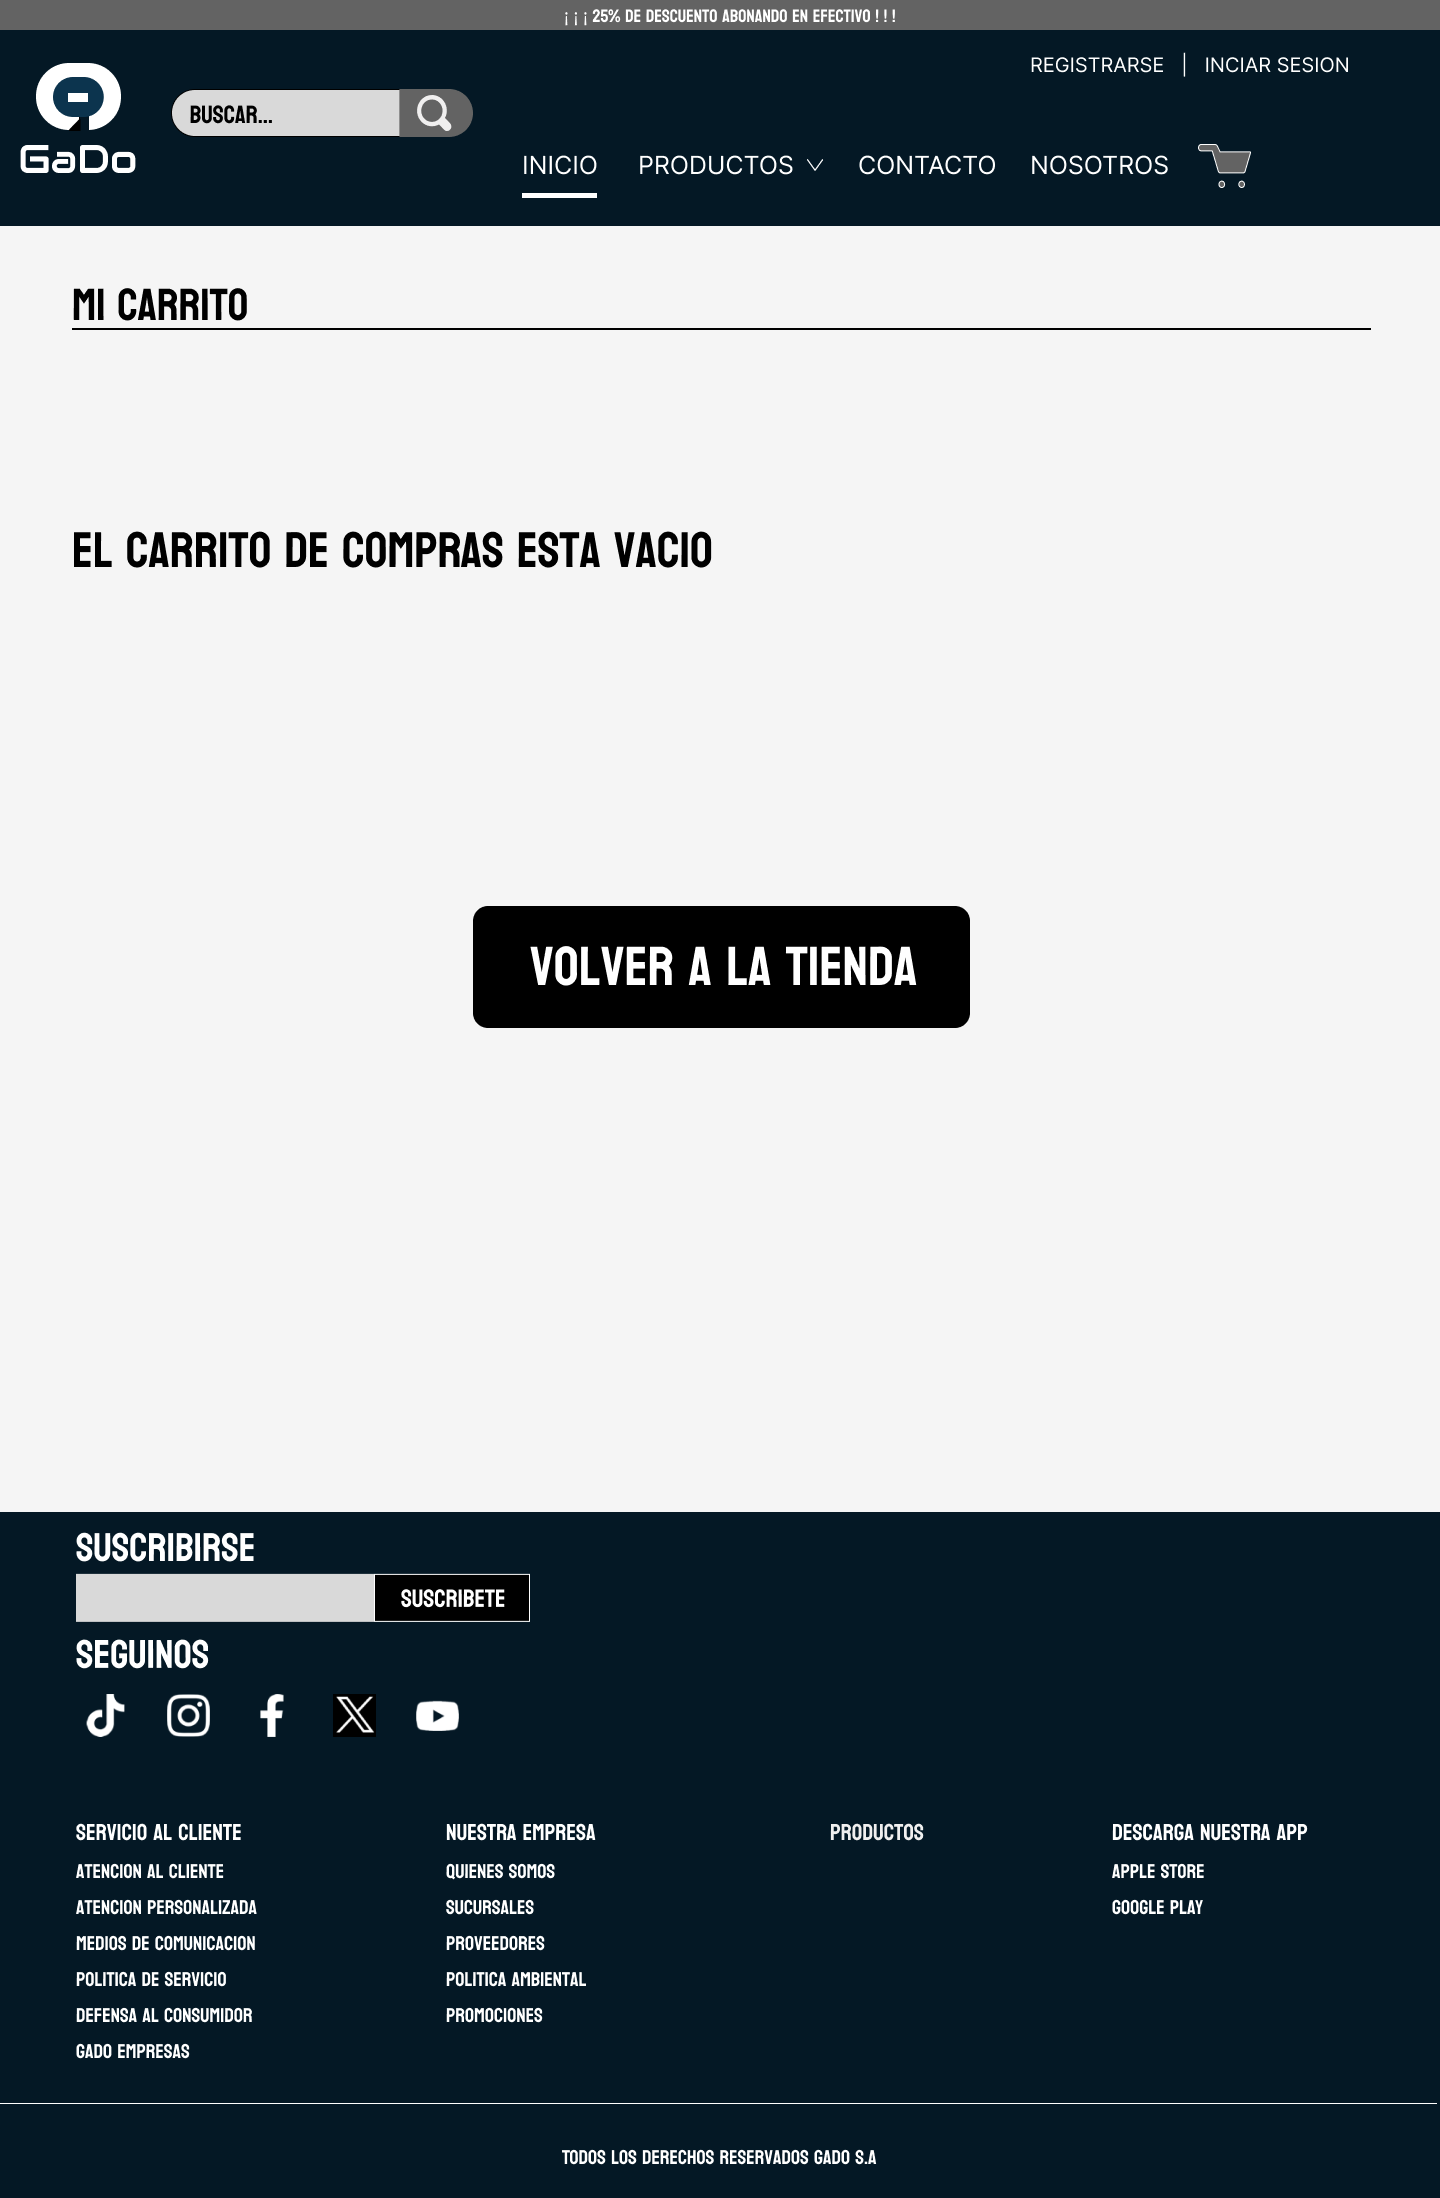 ¡ ¡ ¡ 25% DE DESCUENTO ABONANDO EN EFECTIVO ! ! !
REGISTRARSE | INCIAR SESION
GaDo
BUSCAR...
INICIO PRODUCTOS CONTACTO NOSOTROS
MI CARRITO
EL CARRITO DE COMPRAS ESTA VACIO
VOLVER A LA TIENDA
SUSCRIBIRSE
SUSCRIBETE
SEGUINOS
SERVICIO AL CLIENTE
ATENCION AL CLIENTE
ATENCION PERSONALIZADA
MEDIOS DE COMUNICACION
POLITICA DE SERVICIO
DEFENSA AL CONSUMIDOR
GADO EMPRESAS
NUESTRA EMPRESA
QUIENES SOMOS
SUCURSALES
PROVEEDORES
POLITICA AMBIENTAL
PROMOCIONES
PRODUCTOS
DESCARGA NUESTRA APP
APPLE STORE
GOOGLE PLAY
TODOS LOS DERECHOS RESERVADOS GADO S.A